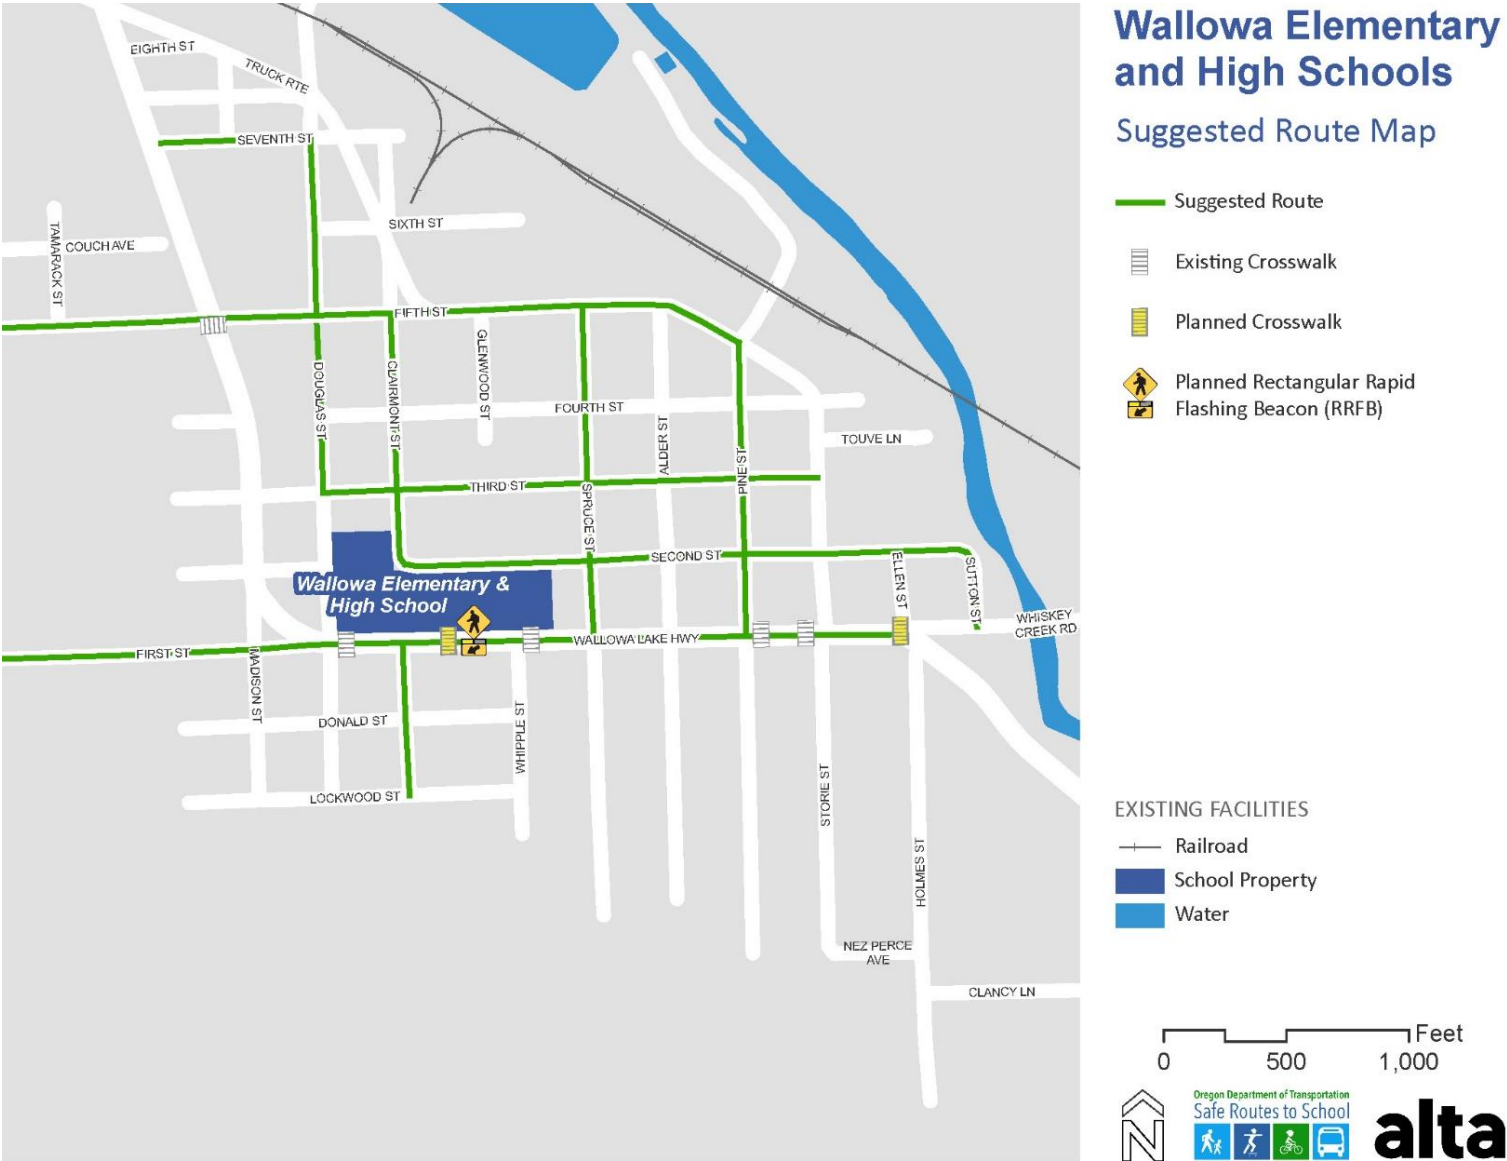 Wallowa Elementary
and High Schools
Suggested Route Map
Suggested Route
Existing Crosswalk
Planned Crosswalk
Planned Rectangular Rapid
Flashing Beacon (RRFB)
EIGHTH ST
TRUCK RTE
SEVENTH ST
TAMARACK ST
COUCH AVE
SIXTH ST
FIFTH ST
DOUGLAS ST
CLAIRMONT ST
GLENWOOD ST
FOURTH ST
ALDER ST
TOUVE LN
PINE ST
THIRD ST
SPRUCE ST
SECOND ST
ELLEN ST
SUTTON ST
Wallowa Elementary &
High School
WHISKEY
CREEK RD
WALLOWA LAKE HWY
FIRST ST
MADISON ST
DONALD ST
WHIPPLE ST
LOCKWOOD ST
STORIE ST
HOLMES ST
NEZ PERCE
AVE
CLANCY LN
EXISTING FACILITIES
Railroad
School Property
Water
Feet
0 500 1,000
N
Oregon Department of Transportation
Safe Routes to School
alta